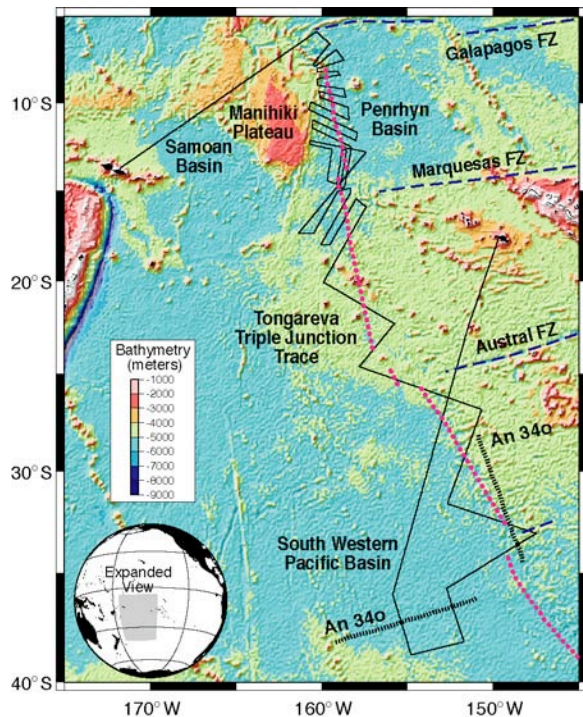 Galapagos FZ
10°S
Manihiki
Plateau
Penrhyn
Basin
Samoan
Basin
Marquesas FZ
20°S
Tongareva
Triple Junction
Trace
Austral FZ
Bathymetry
(meters)
-1000
-2000
-3000
-4000
-5000
-6000
-7000
-8000
-9000
An 34o
30°S
South Western
Pacific Basin
Expanded
View
An 34o
40°S
170°W
160°W
150°W